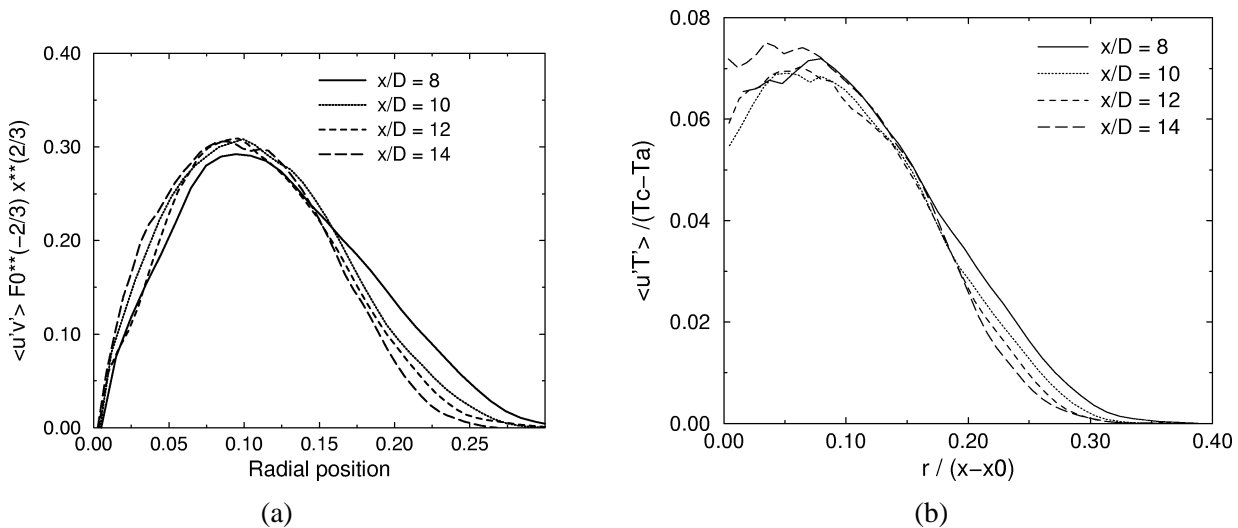 0.40
0.30
0.20
0.10
0.00
<u'v'> F0**(−2/3) x**(2/3)
x/D = 8
x/D = 10
x/D = 12
x/D = 14
0.00 0.05 0.10 0.15 0.20 0.25
Radial position
(a)
0.08
0.06
0.04
0.02
0.00
<u'T'> /(Tc−Ta)
x/D = 8
x/D = 10
x/D = 12
x/D = 14
0.00 0.10 0.20 0.30 0.40
r / (x−x0)
(b)